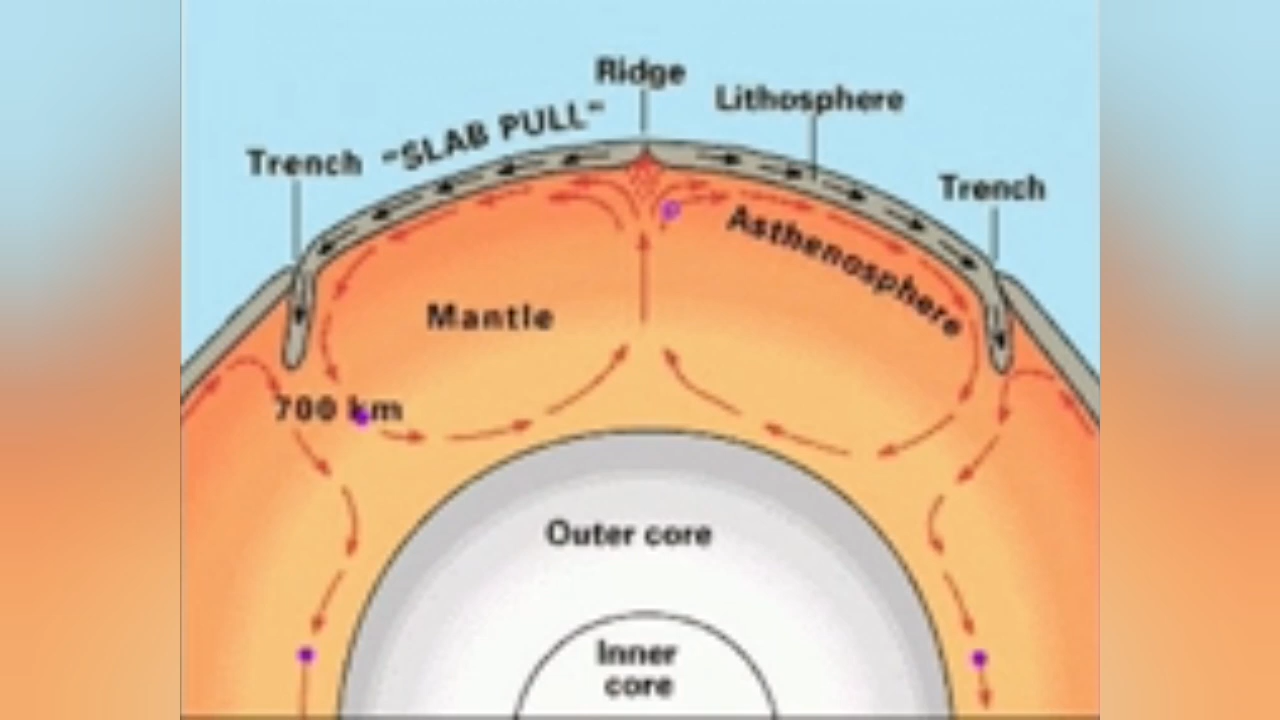 Ridge
Lithosphere
"SLAB PULL"
Trench
Trench
Asthenosphere
Mantle
700 km
Outer core
Inner
core